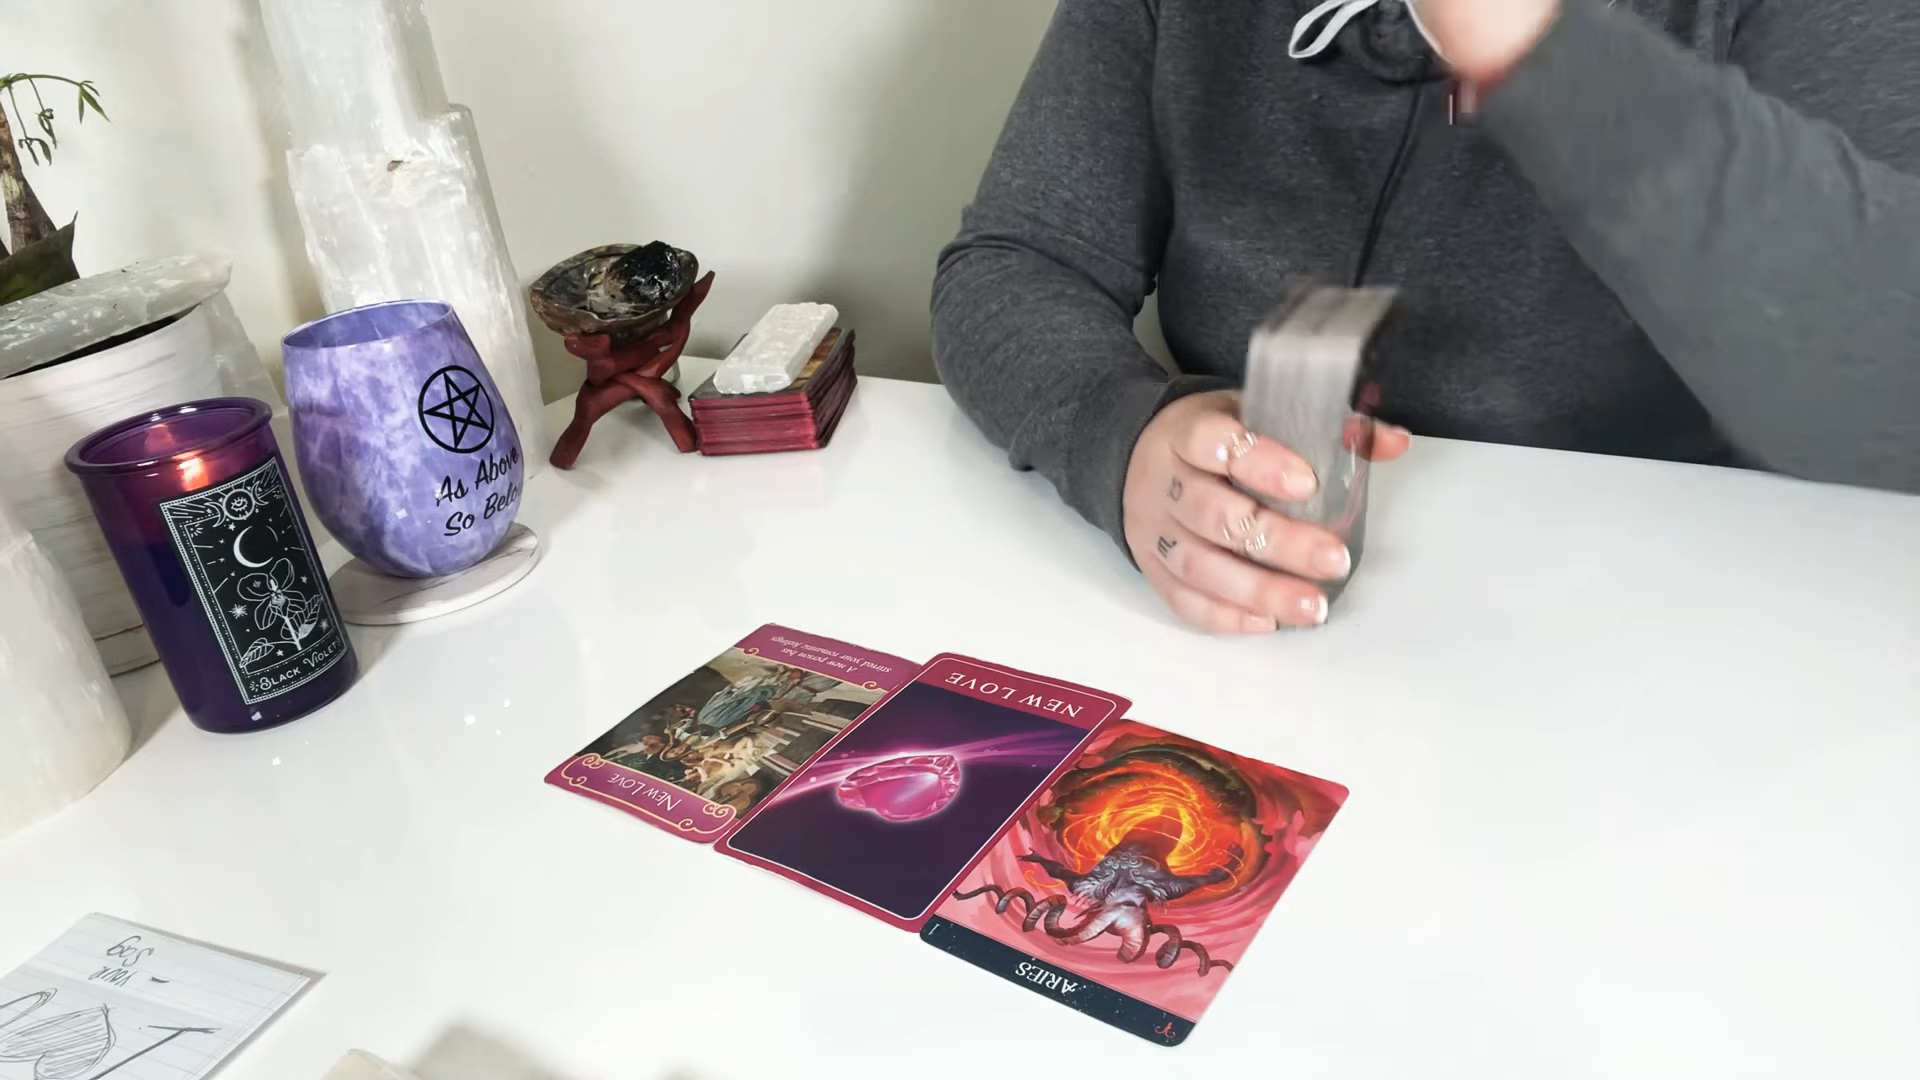 As Above
So Belo
BLACK VIOLET
A new person has
stirred your romantic feelings
NEW LOVE
NEW LOVE
1
ARIES
- your
Sag